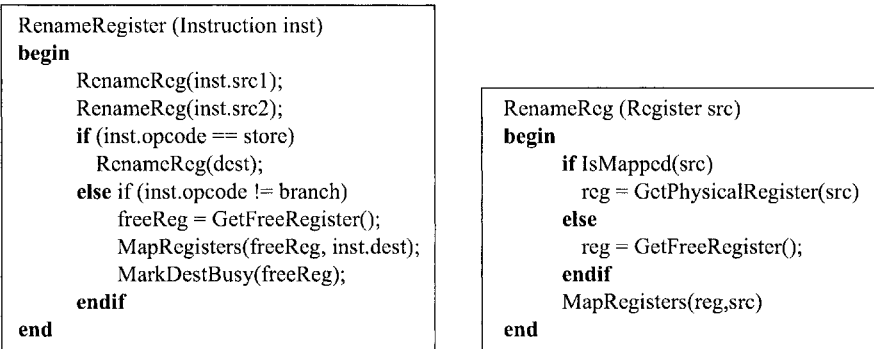 RenameRegister (Instruction inst)
begin
RenameReg(inst.src1);
RenameReg(inst.src2);
if (inst.opcode == store)
RenameReg(dest);
else if (inst.opcode != branch)
freeReg = GetFreeRegister();
MapRegisters(freeReg, inst.dest);
MarkDestBusy(freeReg);
endif
end
RenameReg (Register src)
begin
if IsMapped(src)
reg = GetPhysicalRegister(src)
else
reg = GetFreeRegister();
endif
MapRegisters(reg,src)
end